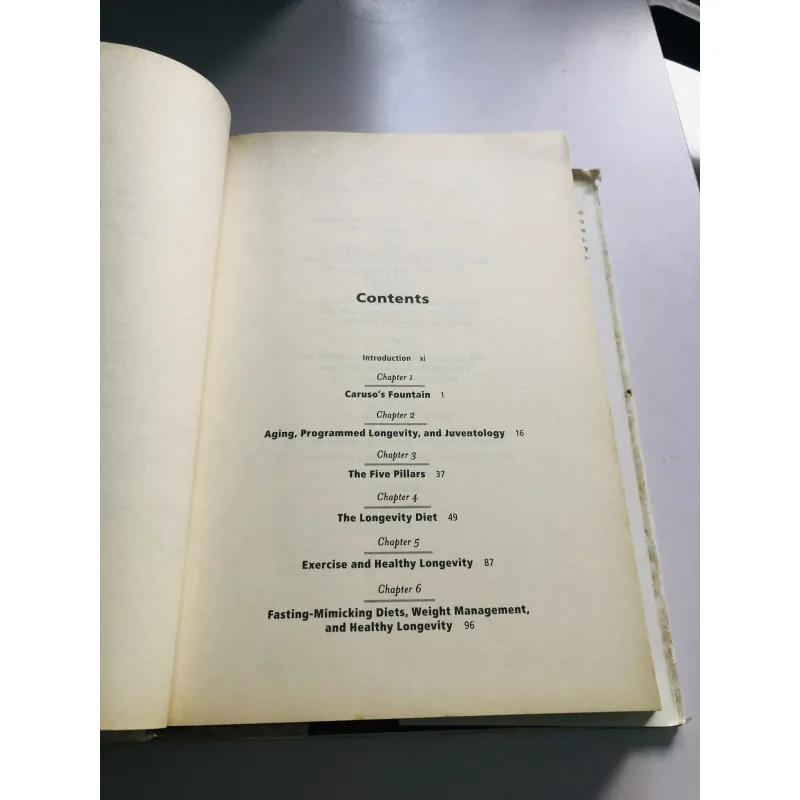 Contents
Introduction xi
Chapter 1
Caruso's Fountain 1
Chapter 2
Aging, Programmed Longevity, and Juventology 16
Chapter 3
The Five Pillars 37
Chapter 4
The Longevity Diet 49
Chapter 5
Exercise and Healthy Longevity 87
Chapter 6
Fasting-Mimicking Diets, Weight Management,
and Healthy Longevity 96